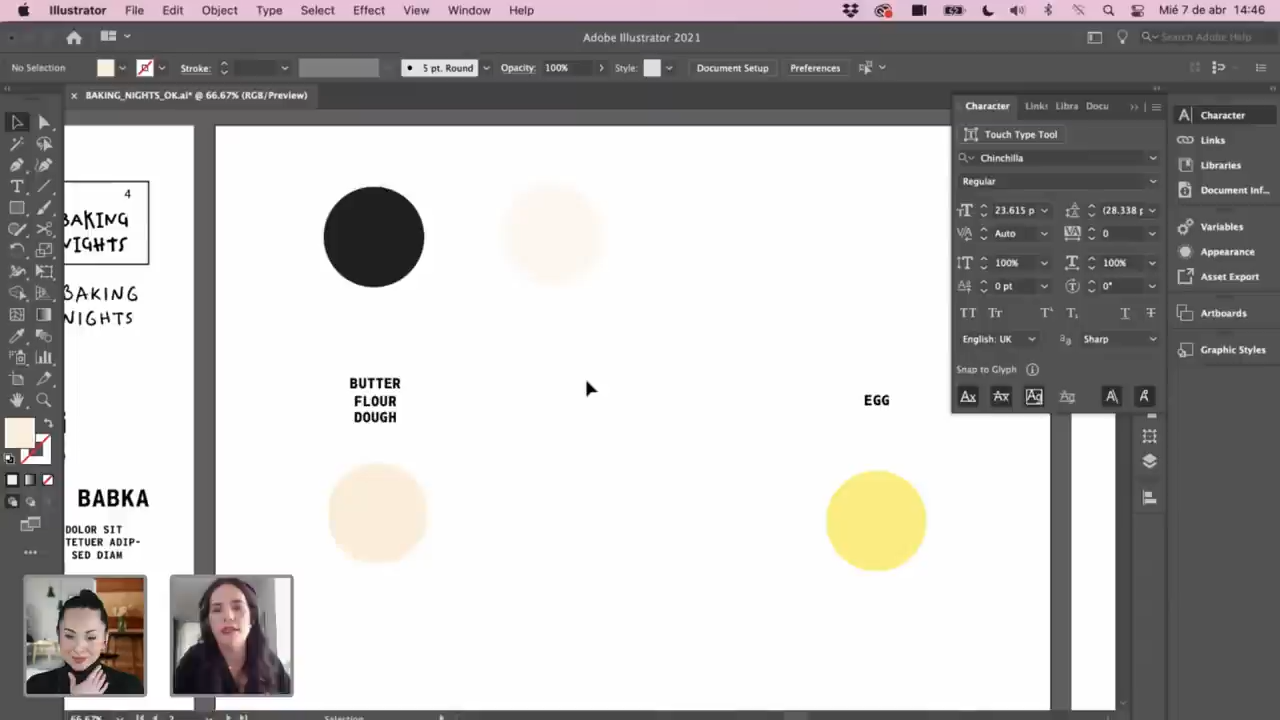 Illustrator File Edit Object Type Select Effect View Window Help Mié 7 de abr 14:46
Adobe Illustrator 2021
Search Adobe Help
No Selection Stroke: 5 pt. Round Opacity: 100% Style: Document Setup Preferences
BAKING_NIGHTS_OK.ai* @ 66.67% (RGB/Preview)
Character Links Libra Docu
Touch Type Tool
Chinchilla
Regular
23.615 p (28.338 p
Auto 0
100% 100%
0 pt 0°
English: UK Sharp
Snap to Glyph
Character
Links
Libraries
Document Inf...
Variables
Appearance
Asset Export
Artboards
Graphic Styles
4
BAKING
NIGHTS
BAKING
NIGHTS
BABKA
DOLOR SIT
TETUER ADIP-
SED DIAM
BUTTER
FLOUR
DOUGH
EGG
66.67% 2 Selection